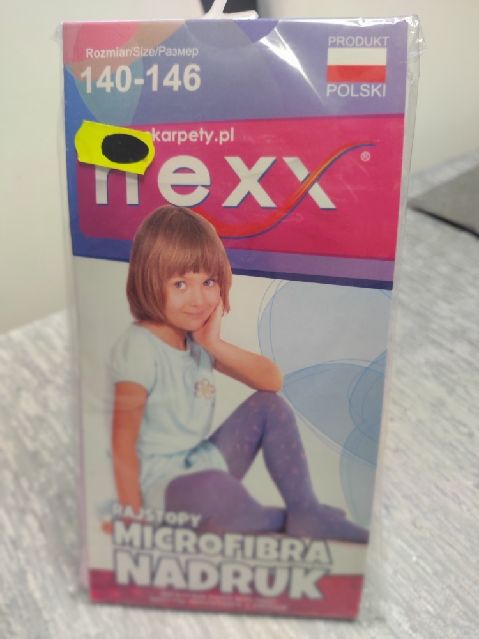 Rozmiar/Size/Размер
140-146
PRODUKT
POLSKI
karpety.pl
nexx®
RAJSTOPY
MICROFIBRA
NADRUK